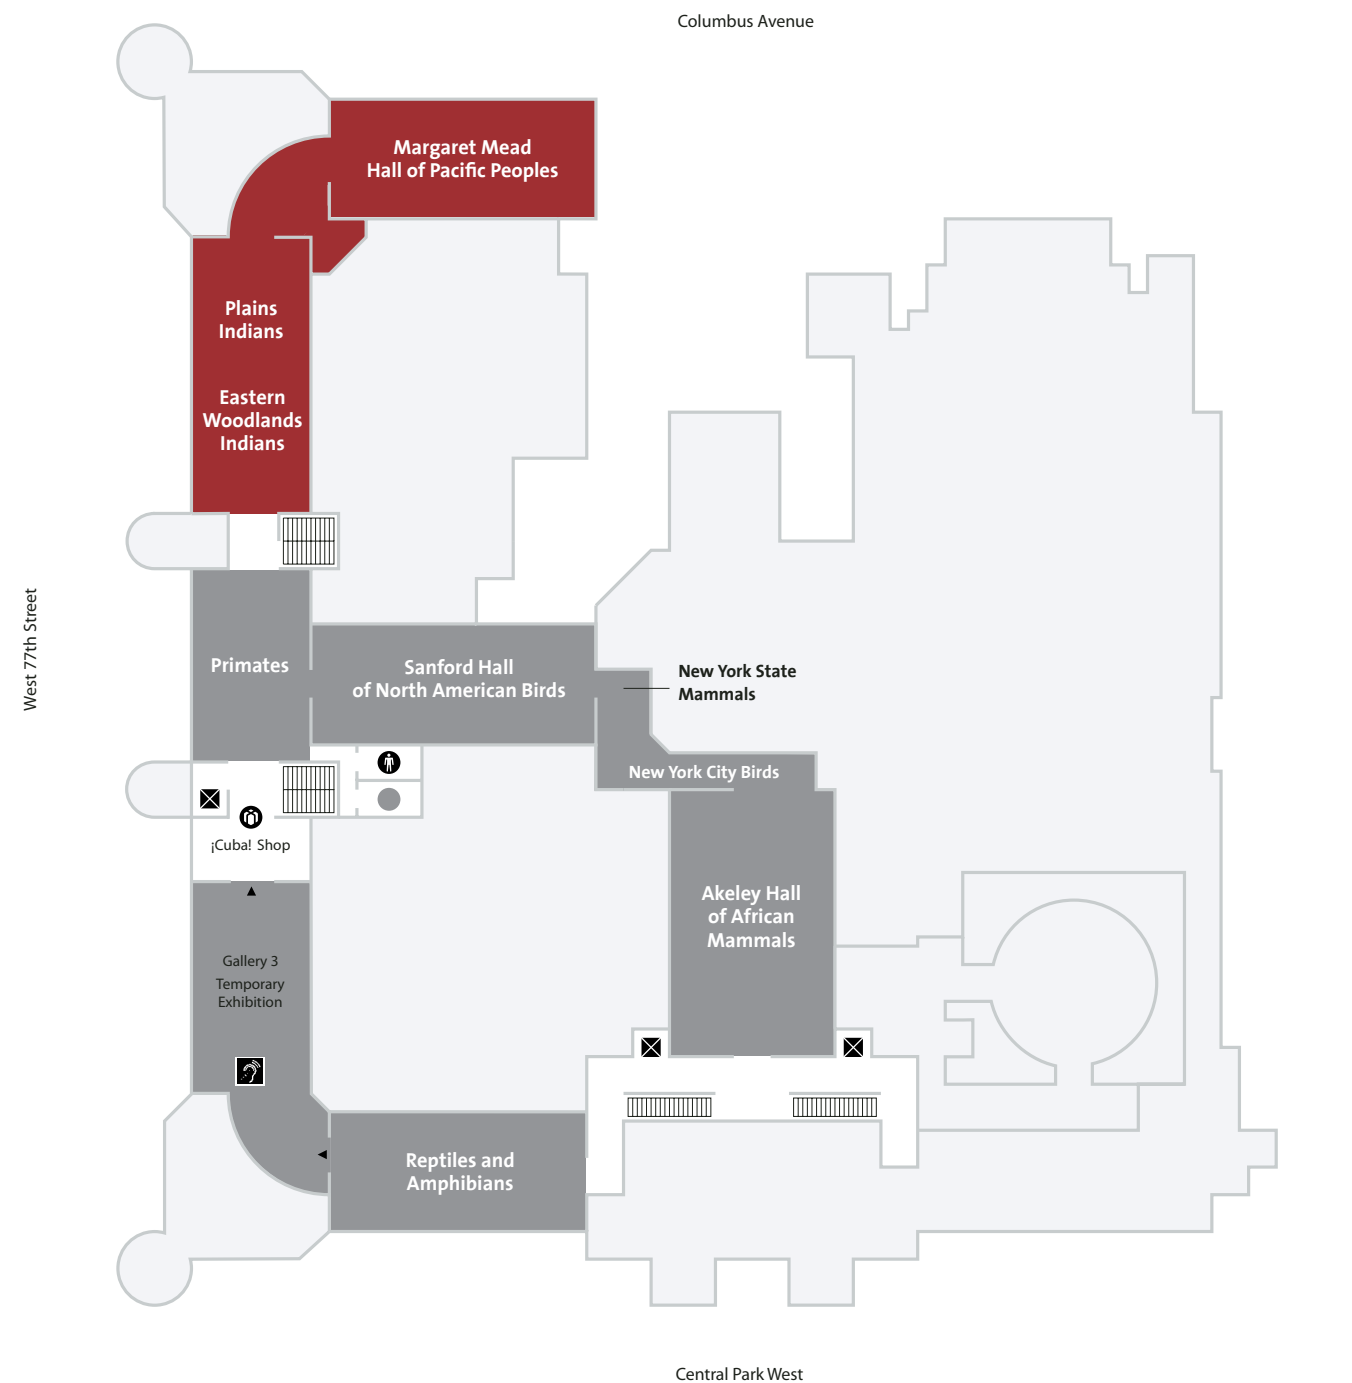 Columbus Avenue
Margaret Mead
Hall of Pacific Peoples
Plains
Indians
Eastern
Woodlands
Indians
West 77th Street
Primates
Sanford Hall
of North American Birds
New York State
Mammals
New York City Birds
¡Cuba! Shop
Akeley Hall
of African
Mammals
Gallery 3
Temporary
Exhibition
Reptiles and
Amphibians
Central Park West